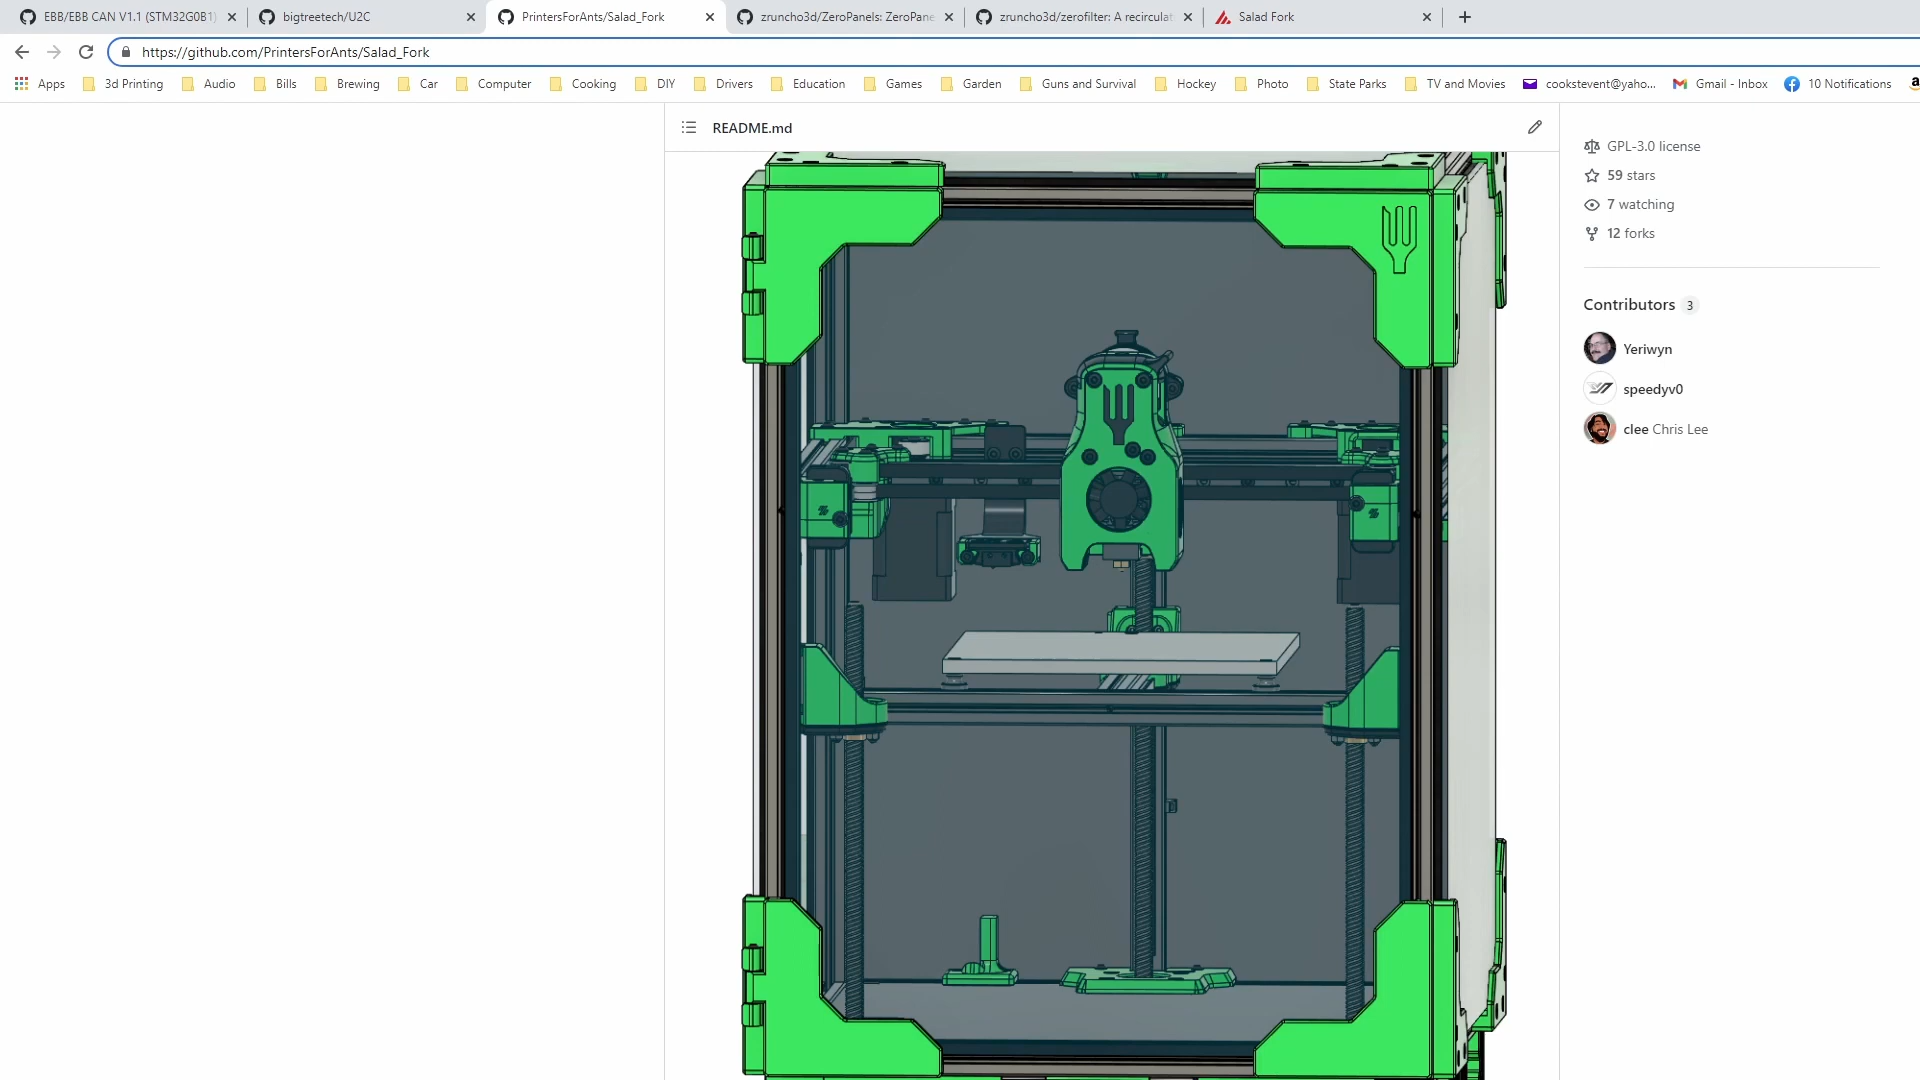 EBB/EBB CAN V1.1 (STM32G0B1)
bigtreetech/U2C
PrintersForAnts/Salad_Fork
zruncho3d/ZeroPanels: ZeroPane
zruncho3d/zerofilter: A recirculat
Salad Fork
https://github.com/PrintersForAnts/Salad_Fork
Apps
3d Printing
Audio
Bills
Brewing
Car
Computer
Cooking
DIY
Drivers
Education
Games
Garden
Guns and Survival
Hockey
Photo
State Parks
TV and Movies
cookstevent@yaho...
Gmail - Inbox
10 Notifications
README.md
GPL-3.0 license
59 stars
7 watching
12 forks
Contributors 3
Yeriwyn
speedyv0
clee Chris Lee